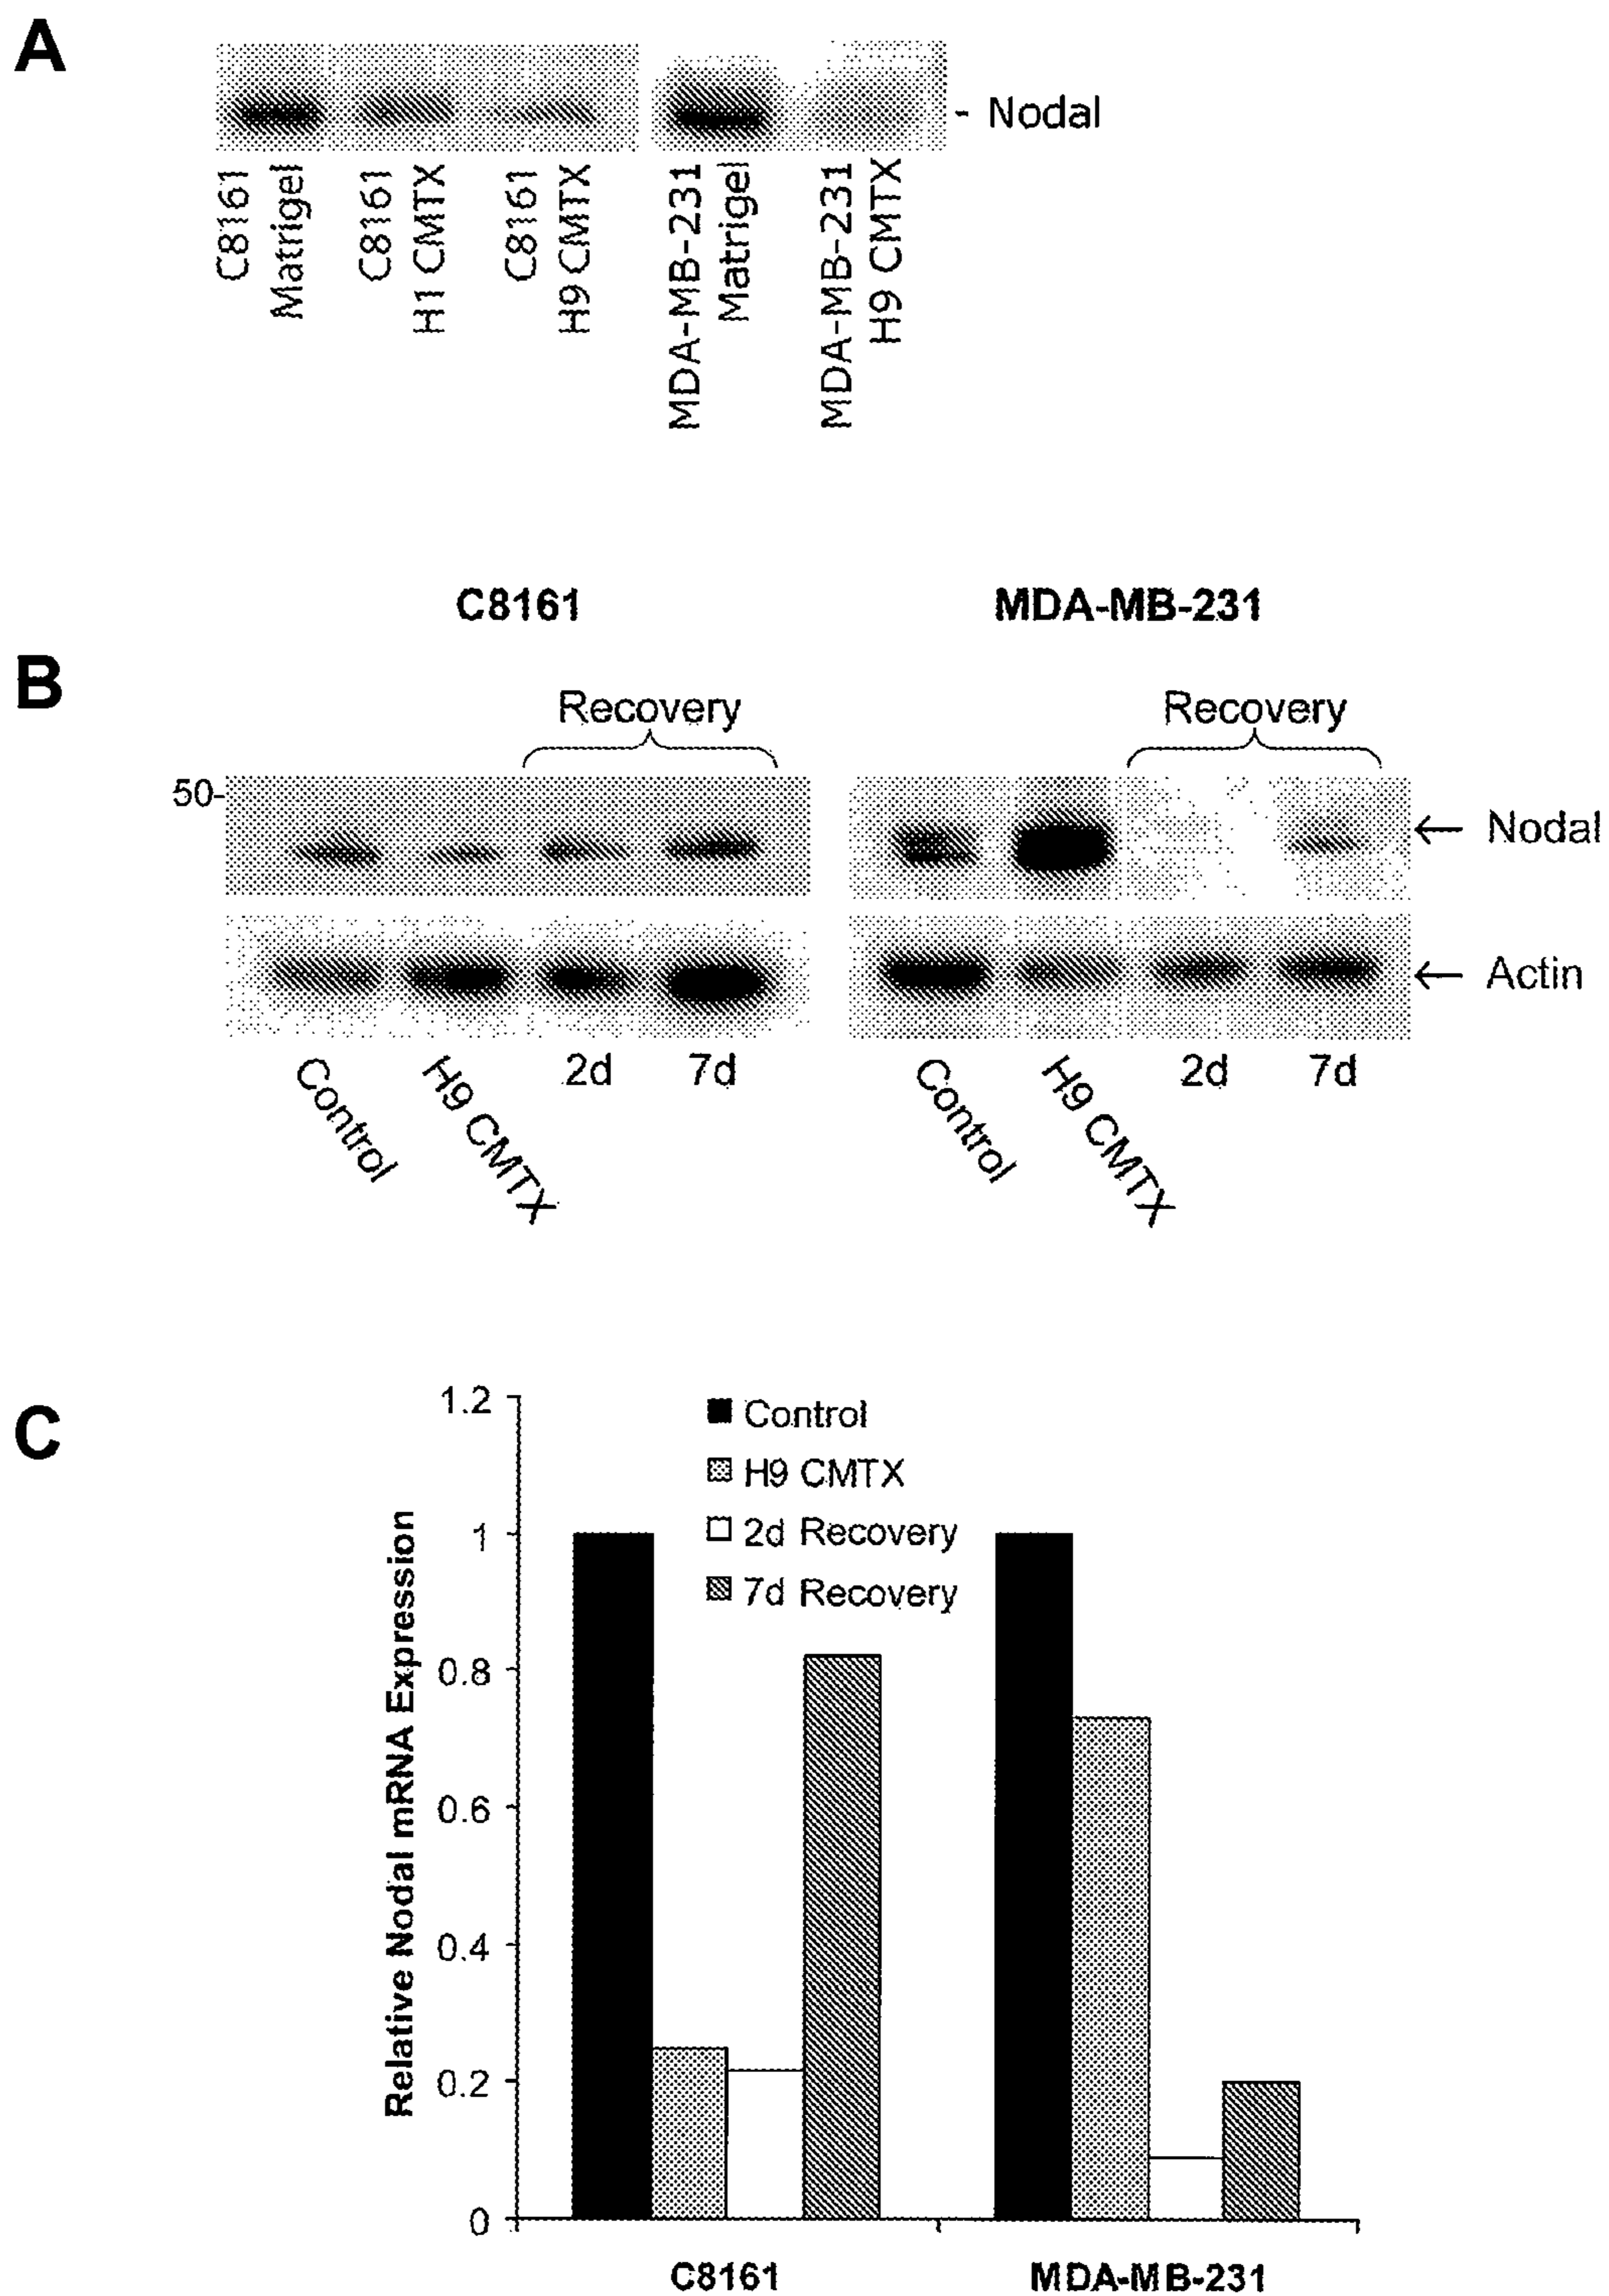 A
- Nodal
C8161
Matrigel
C8161
H1 CMTX
C8161
H9 CMTX
MDA-MB-231
Matrigel
MDA-MB-231
H9 CMTX
C8161
MDA-MB-231
B
Recovery
Recovery
50-
← Nodal
← Actin
Control
H9 CMTX
2d
7d
Control
H9 CMTX
2d
7d
C
Relative Nodal mRNA Expression
1.2
1
0.8
0.6
0.4
0.2
0
Control
H9 CMTX
2d Recovery
7d Recovery
C8161
MDA-MB-231